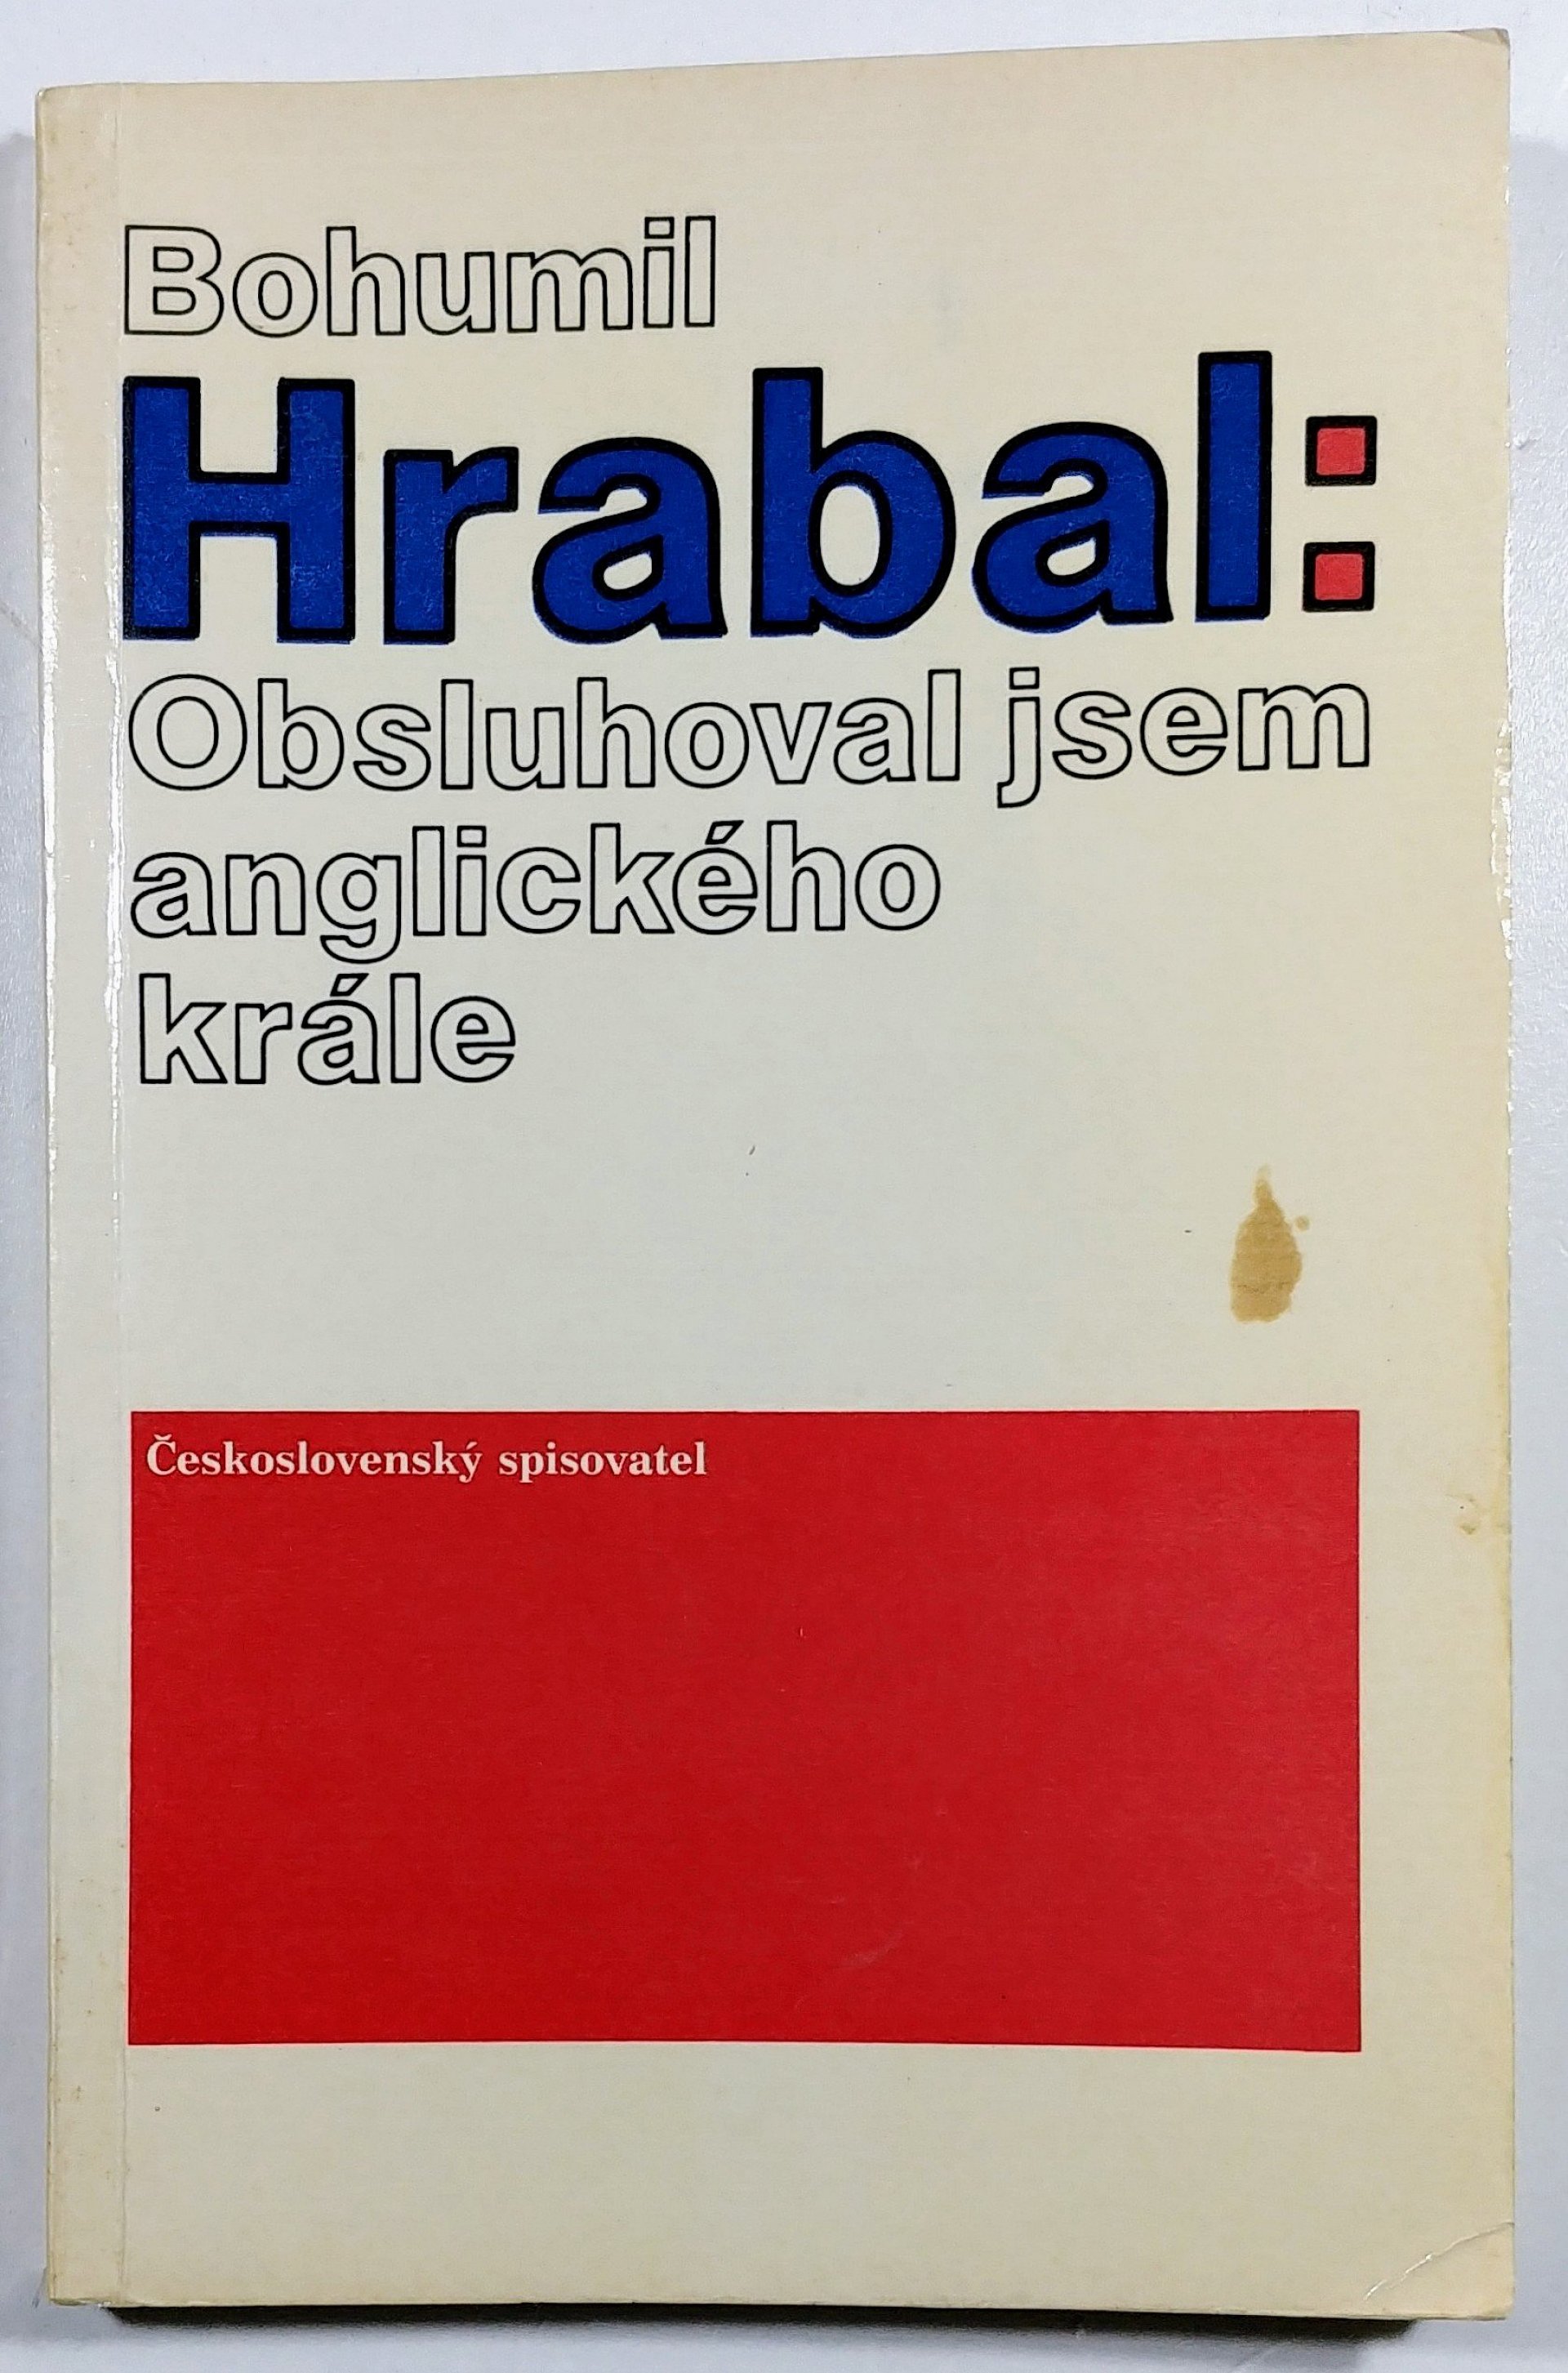 Bohumil
Hrabal:
Obsluhoval jsem
anglického
krále
Československý spisovatel